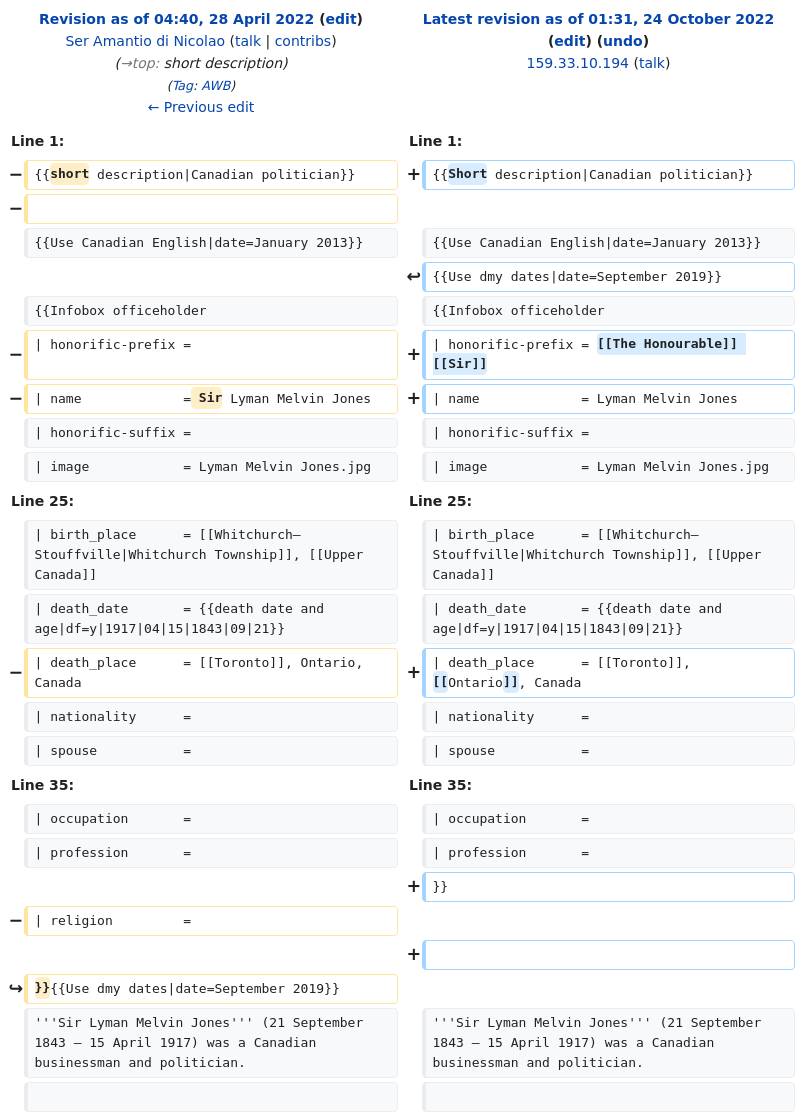 Revision as of 04:40, 28 April 2022 (edit)
Ser Amantio di Nicolao (talk | contribs)
(→top: short description)
(Tag: AWB)
← Previous edit
Latest revision as of 01:31, 24 October 2022
(edit) (undo)
159.33.10.194 (talk)
Line 1:
Line 1:
− {{short description|Canadian politician}}
+ {{Short description|Canadian politician}}
−
{{Use Canadian English|date=January 2013}}
{{Use Canadian English|date=January 2013}}
↩ {{Use dmy dates|date=September 2019}}
{{Infobox officeholder
{{Infobox officeholder
− | honorific-prefix =
+ | honorific-prefix = [[The Honourable]]
[[Sir]]
− | name             = Sir Lyman Melvin Jones
+ | name             = Lyman Melvin Jones
| honorific-suffix =
| honorific-suffix =
| image            = Lyman Melvin Jones.jpg
| image            = Lyman Melvin Jones.jpg
Line 25:
Line 25:
| birth_place      = [[Whitchurch–
Stouffville|Whitchurch Township]], [[Upper
Canada]]
| birth_place      = [[Whitchurch–
Stouffville|Whitchurch Township]], [[Upper
Canada]]
| death_date       = {{death date and
age|df=y|1917|04|15|1843|09|21}}
| death_date       = {{death date and
age|df=y|1917|04|15|1843|09|21}}
− | death_place      = [[Toronto]], Ontario,
Canada
+ | death_place      = [[Toronto]],
[[Ontario]], Canada
| nationality      =
| nationality      =
| spouse           =
| spouse           =
Line 35:
Line 35:
| occupation       =
| occupation       =
| profession       =
| profession       =
+ }}
− | religion         =
+
↪ }}{{Use dmy dates|date=September 2019}}
'''Sir Lyman Melvin Jones''' (21 September
1843 – 15 April 1917) was a Canadian
businessman and politician.
'''Sir Lyman Melvin Jones''' (21 September
1843 – 15 April 1917) was a Canadian
businessman and politician.